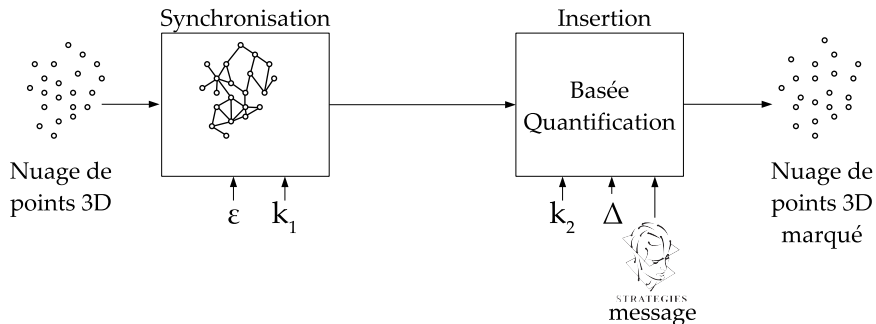 Synchronisation
Insertion
Basée
Quantification
Nuage de
points 3D
Nuage de
points 3D
marqué
ε
k₁
k₂
Δ
STRATEGIES
message